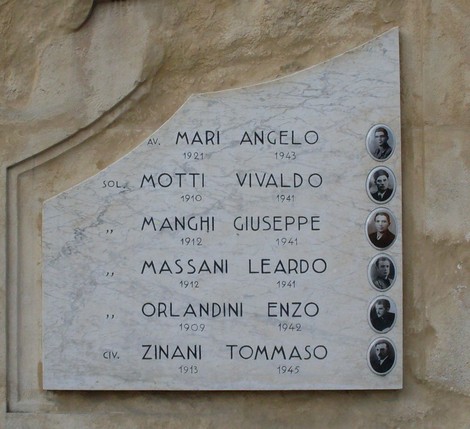 AV. MARI ANGELO
1921 1943
SOL. MOTTI VIVALDO
1910 1941
,, MANGHI GIUSEPPE
1912 1941
,, MASSANI LEARDO
1912 1941
,, ORLANDINI ENZO
1909 1942
CIV. ZINANI TOMMASO
1913 1945